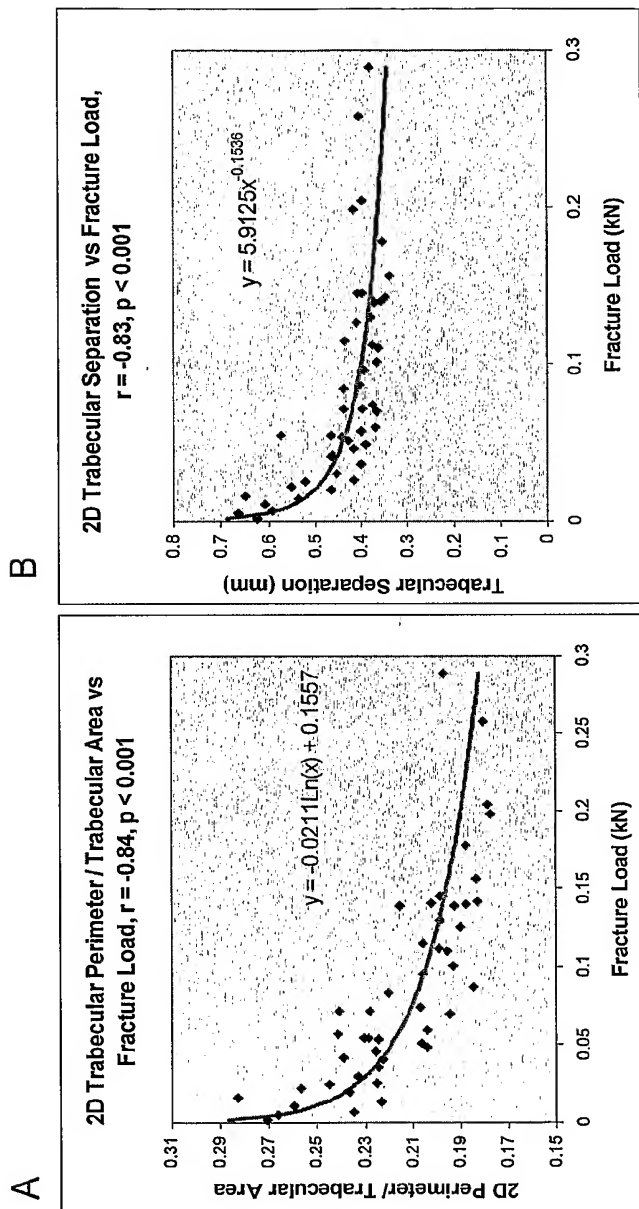 A
2D Trabecular Perimeter / Trabecular Area vs
Fracture Load, r = -0.84, p < 0.001
2D Perimeter/ Trabecular Area
0.31
0.29
0.27
0.25
0.23
0.21
0.19
0.17
0.15
y = -0.0211Ln(x) + 0.1557
0
0.05
0.1
0.15
0.2
0.25
0.3
Fracture Load (kN)
B
2D Trabecular Separation vs Fracture Load,
r = -0.83, p < 0.001
Trabecular Separation (mm)
0.8
0.7
0.6
0.5
0.4
0.3
0.2
0.1
0
y = 5.9125x^-0.1536
0
0.1
0.2
0.3
Fracture Load (kN)